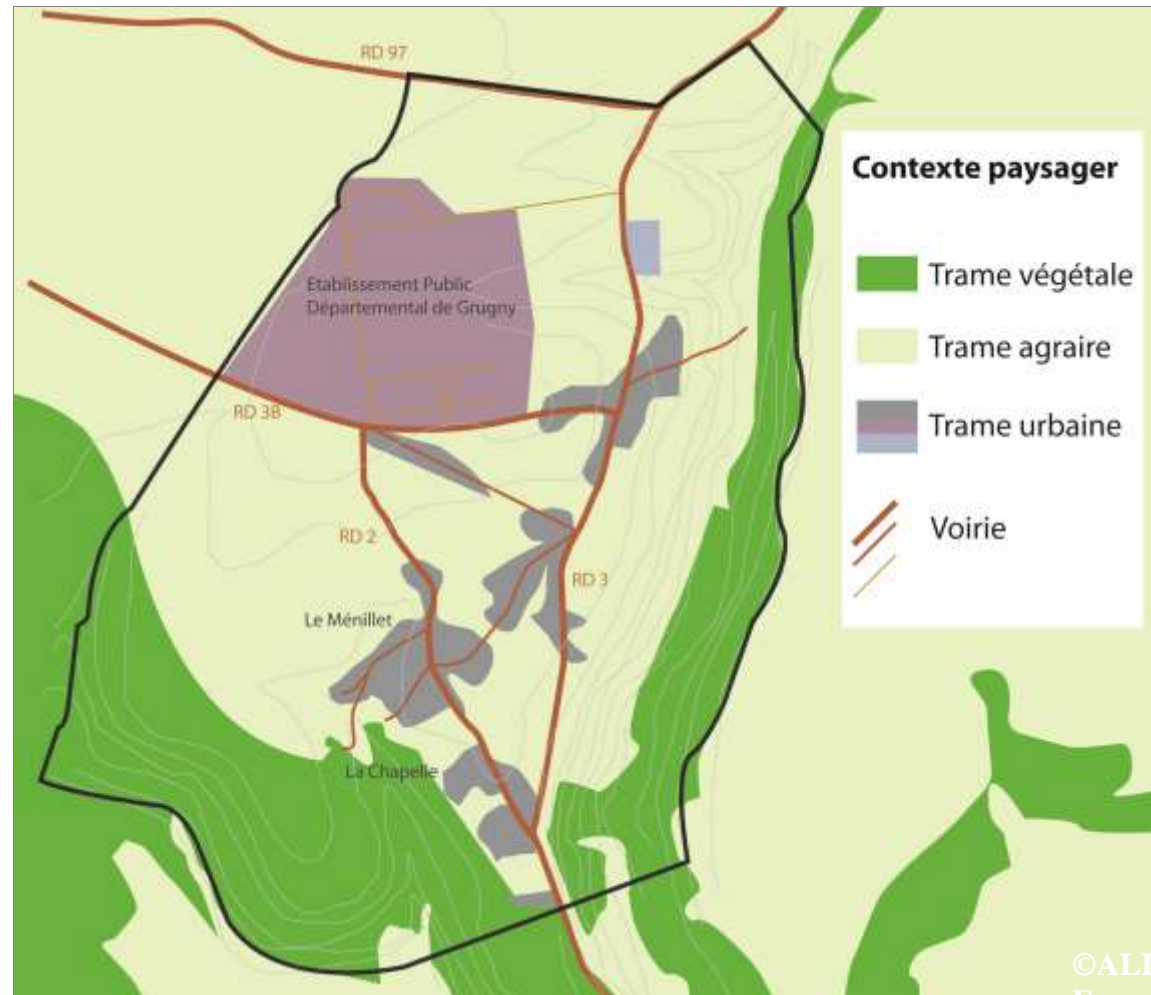 RD 97
Contexte paysager
Trame végétale
Etablissement Public
Départemental de Grugny
Trame agraire
RD 38
Trame urbaine
RD 2
Voirie
RD 3
Le Ménillet
La Chapelle